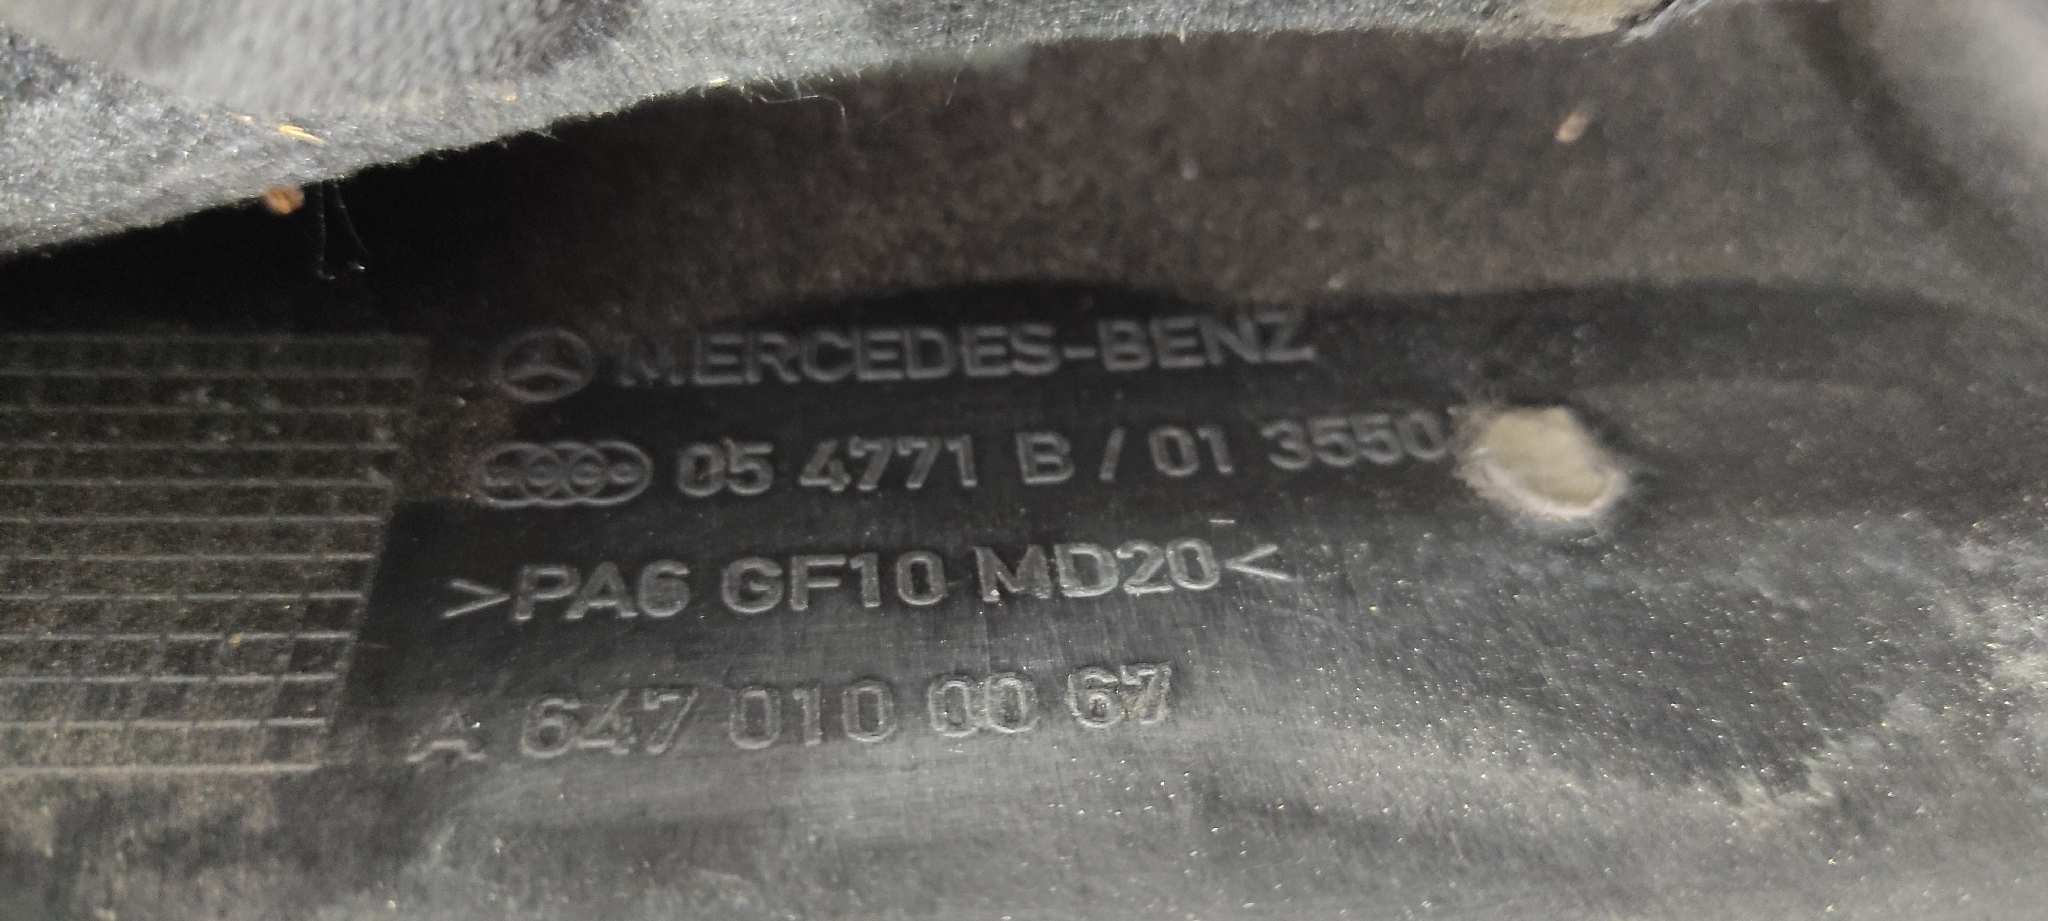 MERCEDES-BENZ
05 4771 B / 01 3550
>PA6 GF10 MD20<
A 647 010 00 67